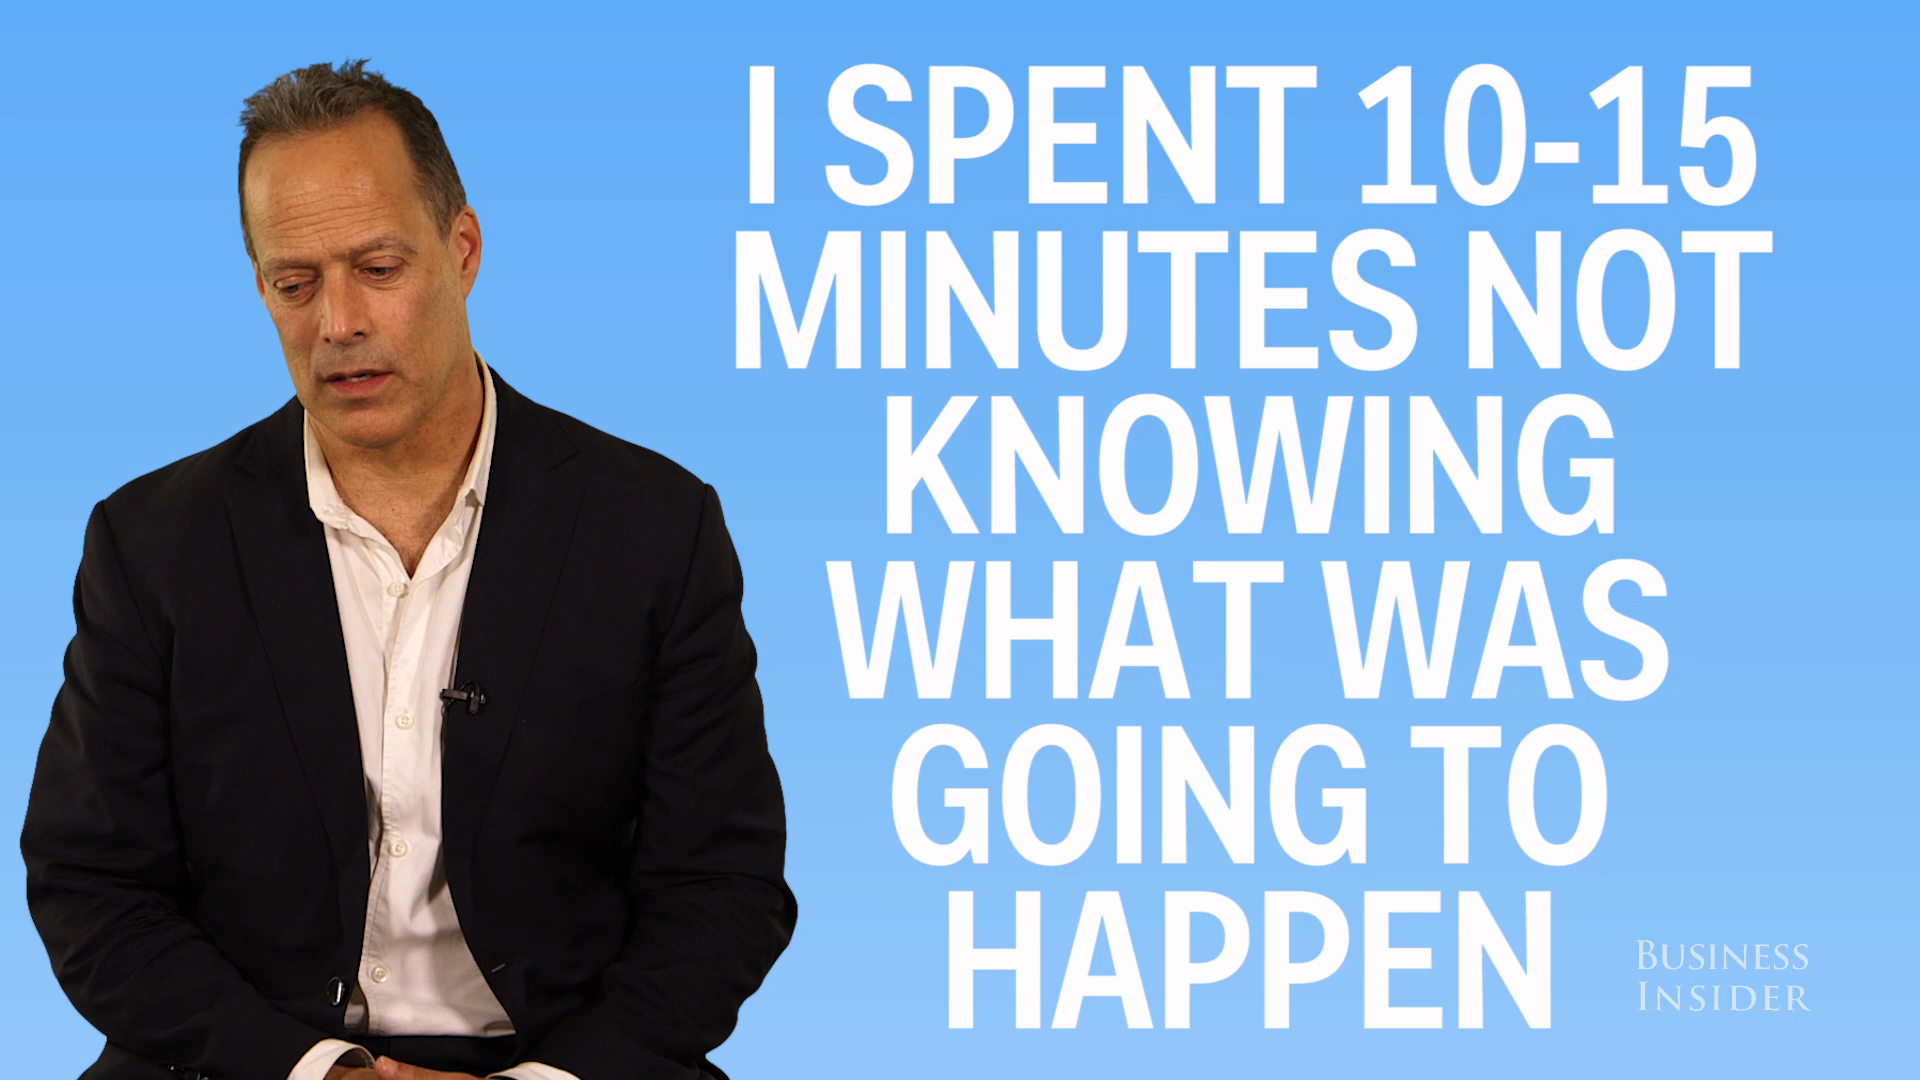 I SPENT 10-15
MINUTES NOT
KNOWING
WHAT WAS
GOING TO
HAPPEN
BUSINESS
INSIDER